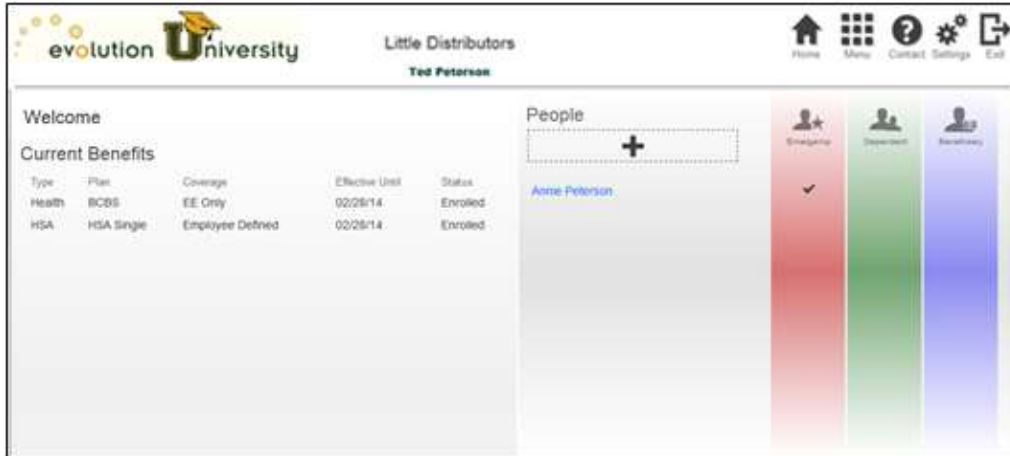 evolution University
Little Distributors
Ted Peterson
Home Menu Contact Settings Exit
Welcome
Current Benefits
Type Plan Coverage Effective Until Status
Health BCBS EE Only 02/28/14 Enrolled
HSA HSA Single Employee Defined 02/28/14 Enrolled
People
Emergency Dependent Beneficiary
Anne Peterson